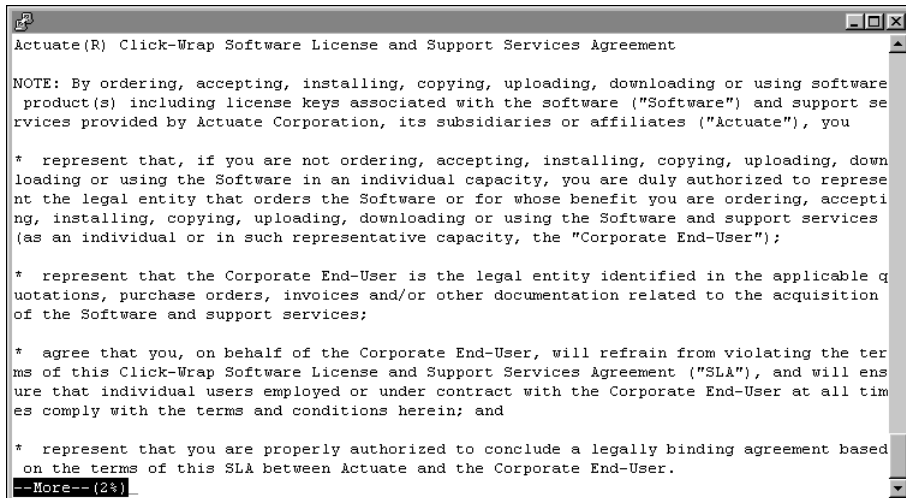 Actuate(R) Click-Wrap Software License and Support Services Agreement
NOTE: By ordering, accepting, installing, copying, uploading, downloading or using software
 product(s) including license keys associated with the software ("Software") and support se
rvices provided by Actuate Corporation, its subsidiaries or affiliates ("Actuate"), you
*  represent that, if you are not ordering, accepting, installing, copying, uploading, down
loading or using the Software in an individual capacity, you are duly authorized to represe
nt the legal entity that orders the Software or for whose benefit you are ordering, accepti
ng, installing, copying, uploading, downloading or using the Software and support services
(as an individual or in such representative capacity, the "Corporate End-User");
*  represent that the Corporate End-User is the legal entity identified in the applicable q
uotations, purchase orders, invoices and/or other documentation related to the acquisition
of the Software and support services;
*  agree that you, on behalf of the Corporate End-User, will refrain from violating the ter
ms of this Click-Wrap Software License and Support Services Agreement ("SLA"), and will ens
ure that individual users employed or under contract with the Corporate End-User at all tim
es comply with the terms and conditions herein; and
*  represent that you are properly authorized to conclude a legally binding agreement based
 on the terms of this SLA between Actuate and the Corporate End-User.
--More--(2%)_